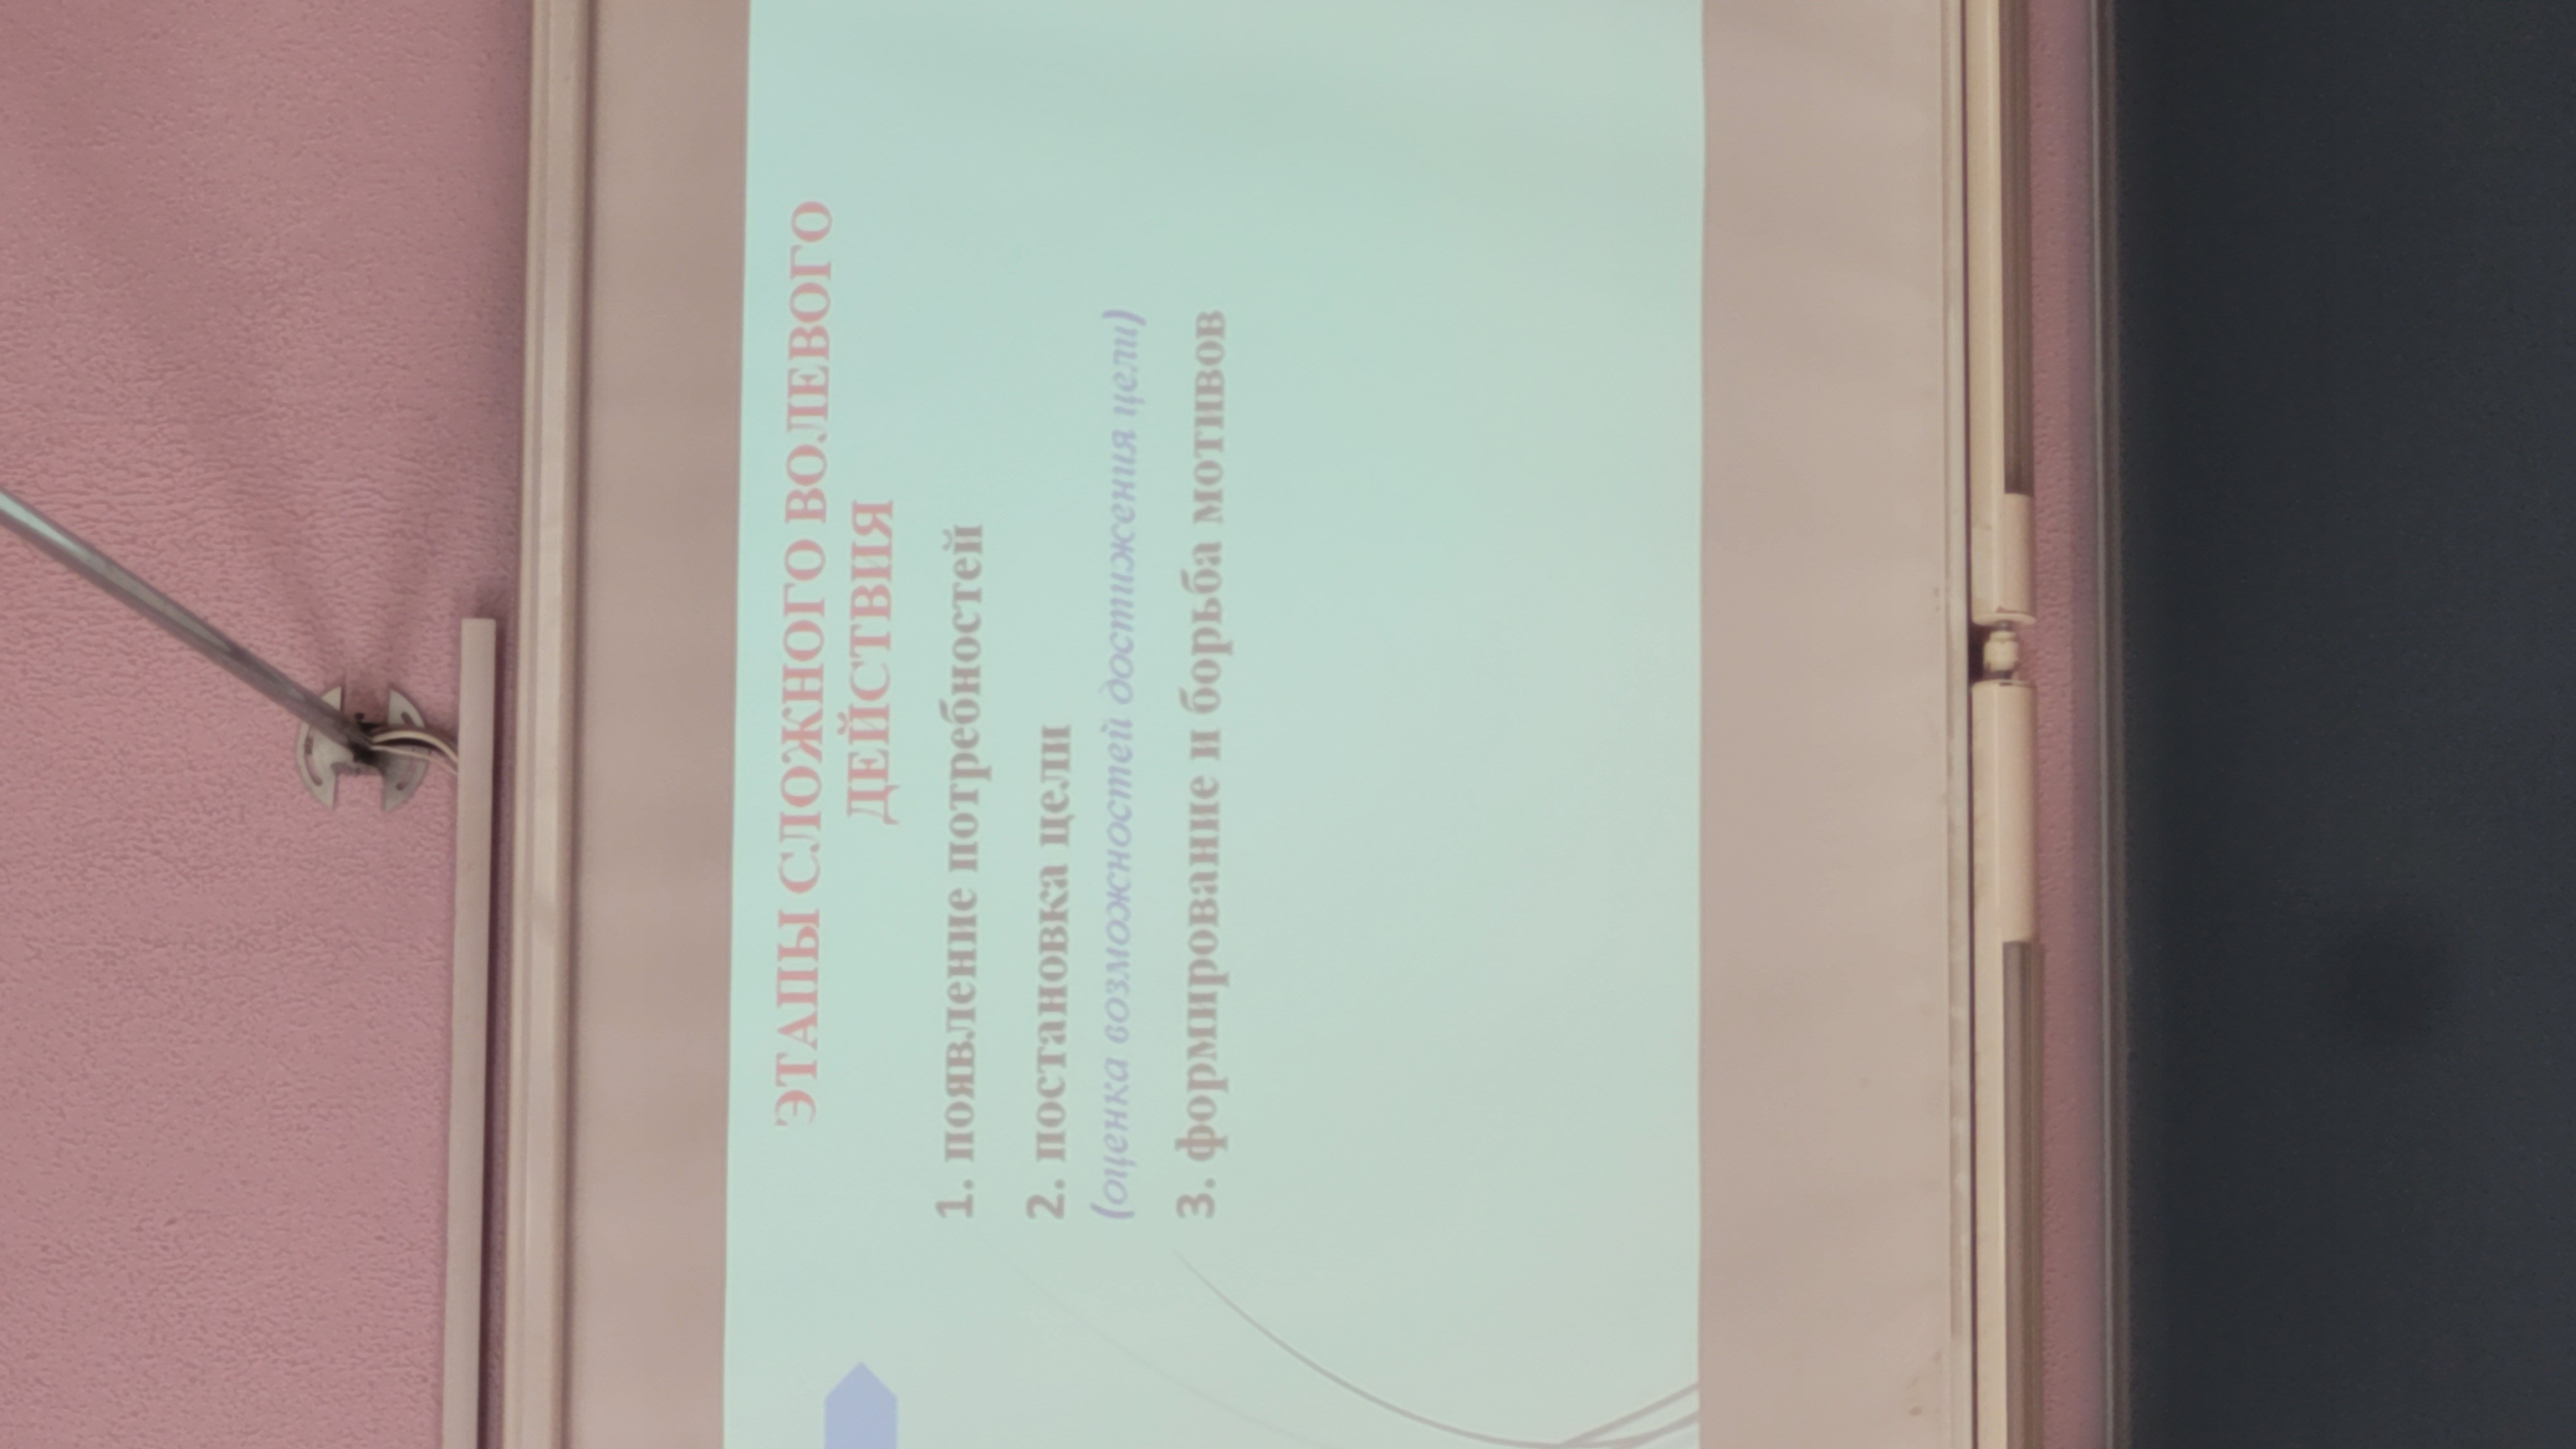 ЭТАПЫ СЛОЖНОГО ВОЛЕВОГО
ДЕЙСТВИЯ
1. появление потребностей
2. постановка цели
(оценка возможностей достижения цели)
3. формирование и борьба мотивов